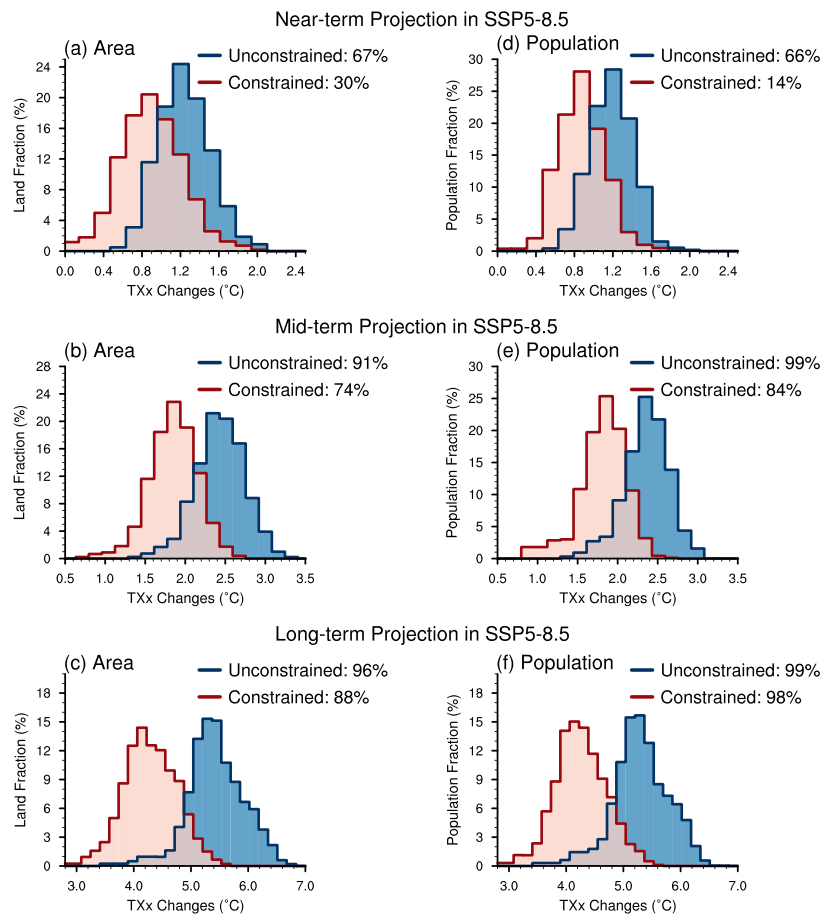 Near-term Projection in SSP5-8.5
(a) Area
Unconstrained: 67%
Constrained: 30%
Land Fraction (%)
24
20
16
12
8
4
0
0.0 0.4 0.8 1.2 1.6 2.0 2.4
TXx Changes (˚C)
(d) Population
Unconstrained: 66%
Constrained: 14%
Population Fraction (%)
30
25
20
15
10
5
0
0.0 0.4 0.8 1.2 1.6 2.0 2.4
TXx Changes (˚C)
Mid-term Projection in SSP5-8.5
(b) Area
Unconstrained: 91%
Constrained: 74%
Land Fraction (%)
28
24
20
16
12
8
4
0
0.5 1.0 1.5 2.0 2.5 3.0 3.5
TXx Changes (˚C)
(e) Population
Unconstrained: 99%
Constrained: 84%
Population Fraction (%)
30
25
20
15
10
5
0
0.5 1.0 1.5 2.0 2.5 3.0 3.5
TXx Changes (˚C)
Long-term Projection in SSP5-8.5
(c) Area
Unconstrained: 96%
Constrained: 88%
Land Fraction (%)
18
15
12
9
6
3
0
3.0 4.0 5.0 6.0 7.0
TXx Changes (˚C)
(f) Population
Unconstrained: 99%
Constrained: 98%
Population Fraction (%)
18
15
12
9
6
3
0
3.0 4.0 5.0 6.0 7.0
TXx Changes (˚C)